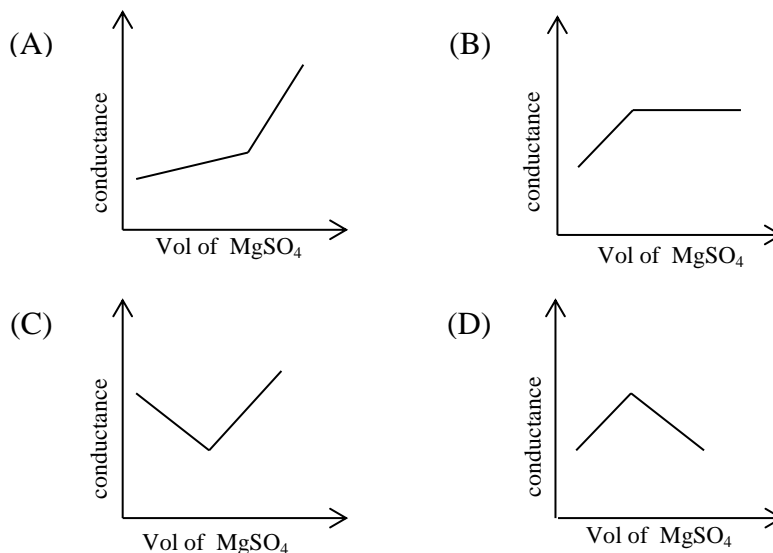 (A)
conductance
Vol of MgSO₄
(B)
conductance
Vol of MgSO₄
(C)
conductance
Vol of MgSO₄
(D)
conductance
Vol of MgSO₄